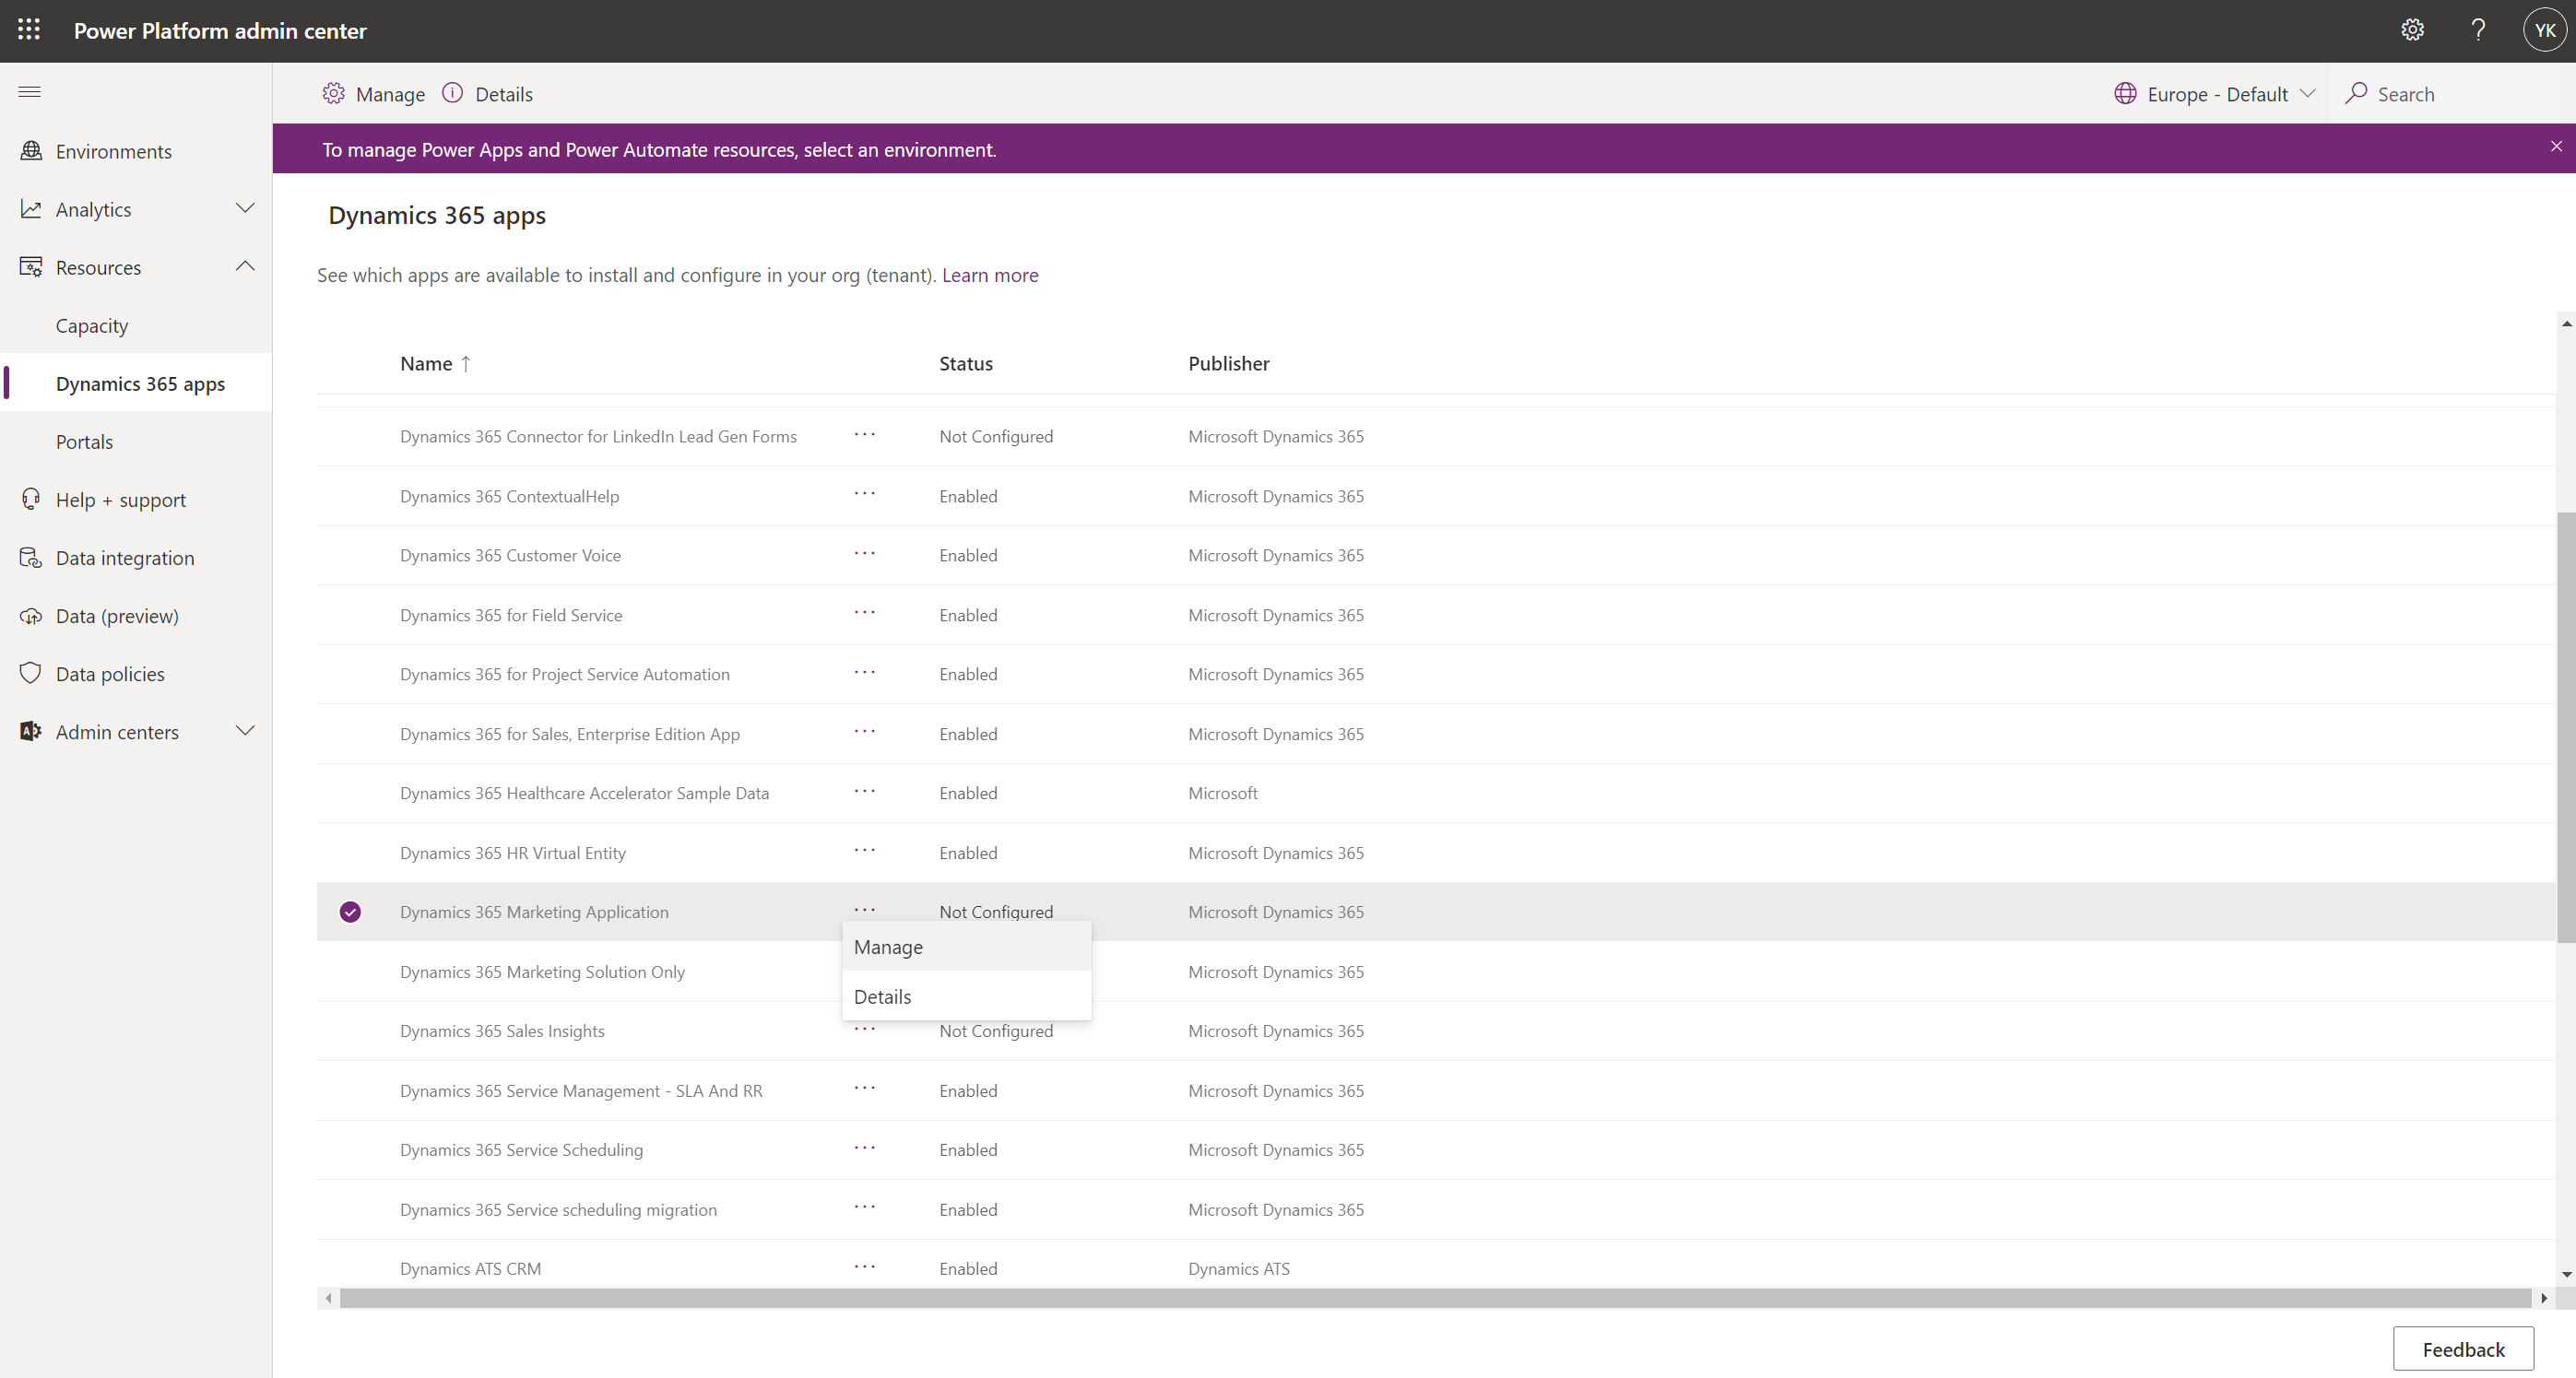 Power Platform admin center
YK
Manage
Details
Europe - Default
Search
To manage Power Apps and Power Automate resources, select an environment.
Environments
Analytics
Resources
Capacity
Dynamics 365 apps
Portals
Help + support
Data integration
Data (preview)
Data policies
Admin centers
Dynamics 365 apps
See which apps are available to install and configure in your org (tenant). Learn more
Name ↑ Status Publisher
Dynamics 365 Connector for LinkedIn Lead Gen Forms ... Not Configured Microsoft Dynamics 365
Dynamics 365 ContextualHelp ... Enabled Microsoft Dynamics 365
Dynamics 365 Customer Voice ... Enabled Microsoft Dynamics 365
Dynamics 365 for Field Service ... Enabled Microsoft Dynamics 365
Dynamics 365 for Project Service Automation ... Enabled Microsoft Dynamics 365
Dynamics 365 for Sales, Enterprise Edition App ... Enabled Microsoft Dynamics 365
Dynamics 365 Healthcare Accelerator Sample Data ... Enabled Microsoft
Dynamics 365 HR Virtual Entity ... Enabled Microsoft Dynamics 365
Dynamics 365 Marketing Application ... Not Configured Microsoft Dynamics 365
Manage
Dynamics 365 Marketing Solution Only Microsoft Dynamics 365
Details
Dynamics 365 Sales Insights ... Not Configured Microsoft Dynamics 365
Dynamics 365 Service Management - SLA And RR ... Enabled Microsoft Dynamics 365
Dynamics 365 Service Scheduling ... Enabled Microsoft Dynamics 365
Dynamics 365 Service scheduling migration ... Enabled Microsoft Dynamics 365
Dynamics ATS CRM ... Enabled Dynamics ATS
Feedback